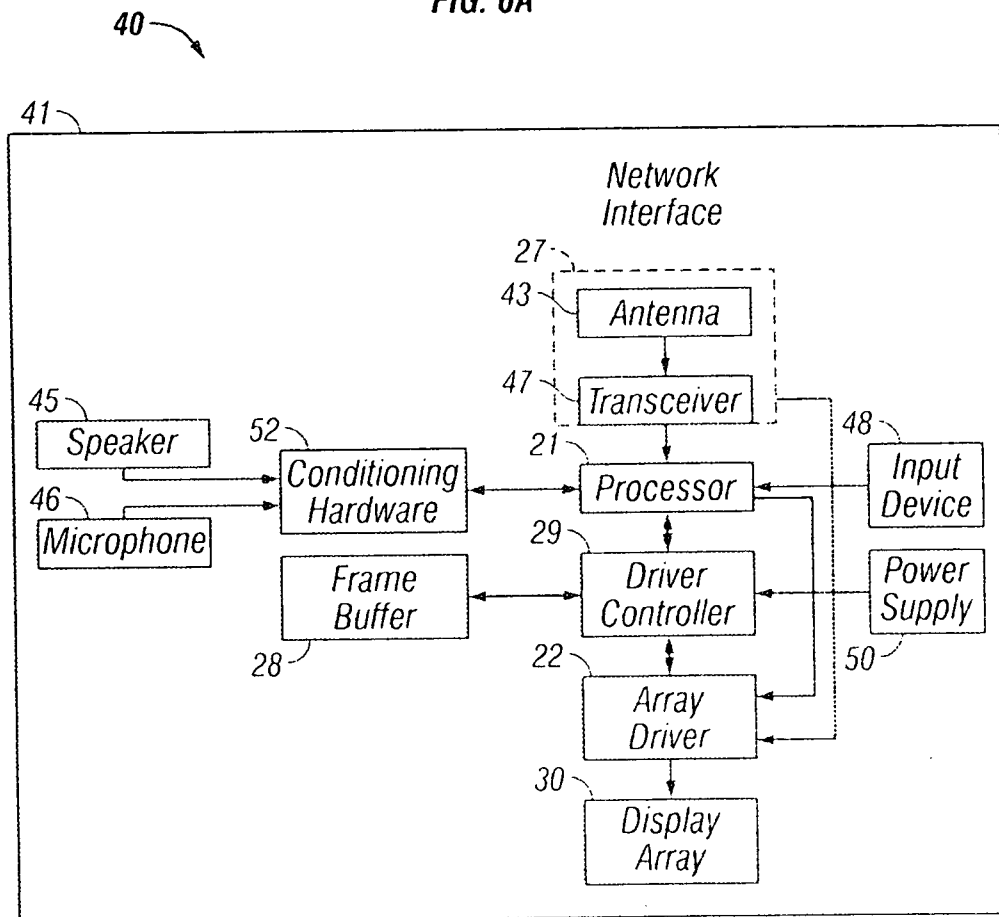 FIG. 6A
40
41
Network
Interface
27
43
Antenna
47
Transceiver
45
Speaker
52
Conditioning
Hardware
21
Processor
48
Input
Device
46
Microphone
29
Driver
Controller
Frame
Buffer
28
Power
Supply
50
22
Array
Driver
30
Display
Array